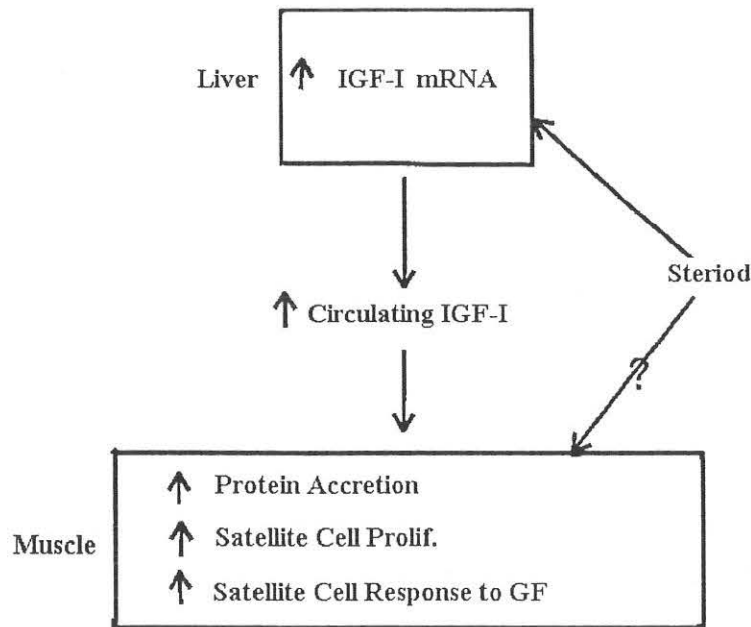 Liver
IGF-I mRNA
Steriod
Circulating IGF-I
?
Protein Accretion
Muscle
Satellite Cell Prolif.
Satellite Cell Response to GF